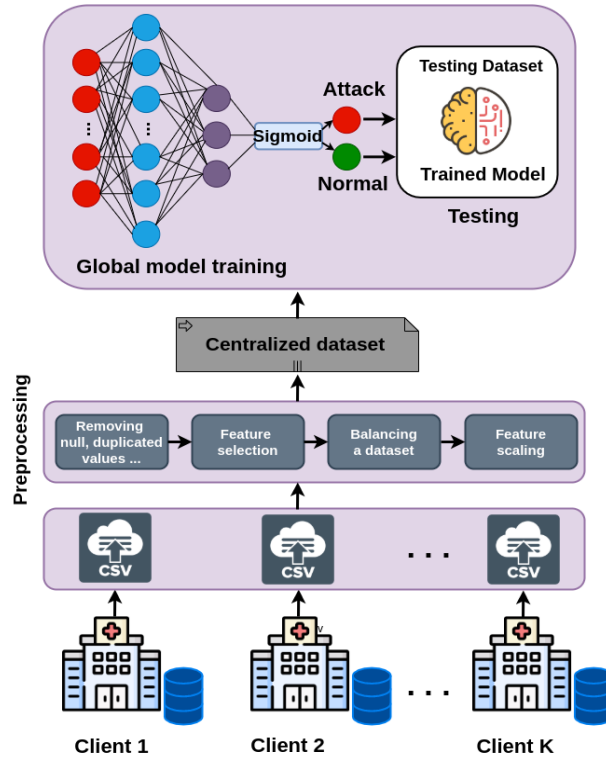 Attack
Testing Dataset
Sigmoid
Trained Model
Normal
Testing
Global model training
Centralized dataset
Preprocessing
Removing
null, duplicated
values ...
Feature
selection
Balancing
a dataset
Feature
scaling
CSV
CSV
CSV
v
Client 1
Client 2
Client K